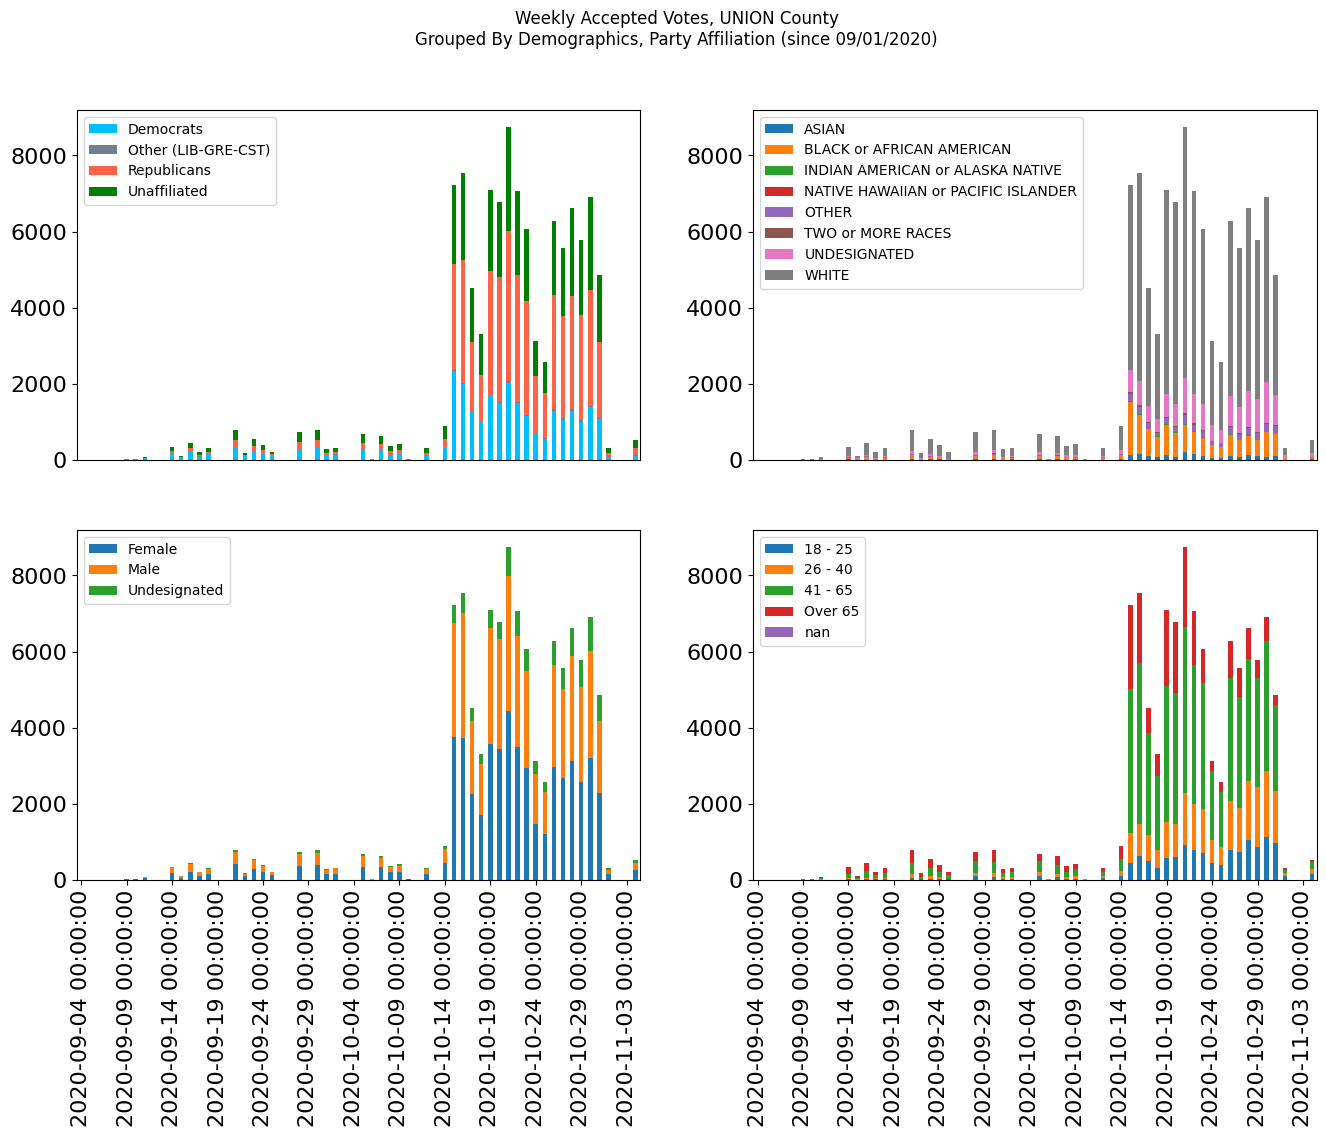 Weekly Accepted Votes, UNION County
Grouped By Demographics, Party Affiliation (since 09/01/2020)
Democrats
Other (LIB-GRE-CST)
Republicans
Unaffiliated
8000
6000
4000
2000
0
ASIAN
BLACK or AFRICAN AMERICAN
INDIAN AMERICAN or ALASKA NATIVE
NATIVE HAWAIIAN or PACIFIC ISLANDER
OTHER
TWO or MORE RACES
UNDESIGNATED
WHITE
8000
6000
4000
2000
0
Female
Male
Undesignated
8000
6000
4000
2000
0
2020-09-04 00:00:00
2020-09-09 00:00:00
2020-09-14 00:00:00
2020-09-19 00:00:00
2020-09-24 00:00:00
2020-09-29 00:00:00
2020-10-04 00:00:00
2020-10-09 00:00:00
2020-10-14 00:00:00
2020-10-19 00:00:00
2020-10-24 00:00:00
2020-10-29 00:00:00
2020-11-03 00:00:00
18 - 25
26 - 40
41 - 65
Over 65
nan
8000
6000
4000
2000
0
2020-09-04 00:00:00
2020-09-09 00:00:00
2020-09-14 00:00:00
2020-09-19 00:00:00
2020-09-24 00:00:00
2020-09-29 00:00:00
2020-10-04 00:00:00
2020-10-09 00:00:00
2020-10-14 00:00:00
2020-10-19 00:00:00
2020-10-24 00:00:00
2020-10-29 00:00:00
2020-11-03 00:00:00